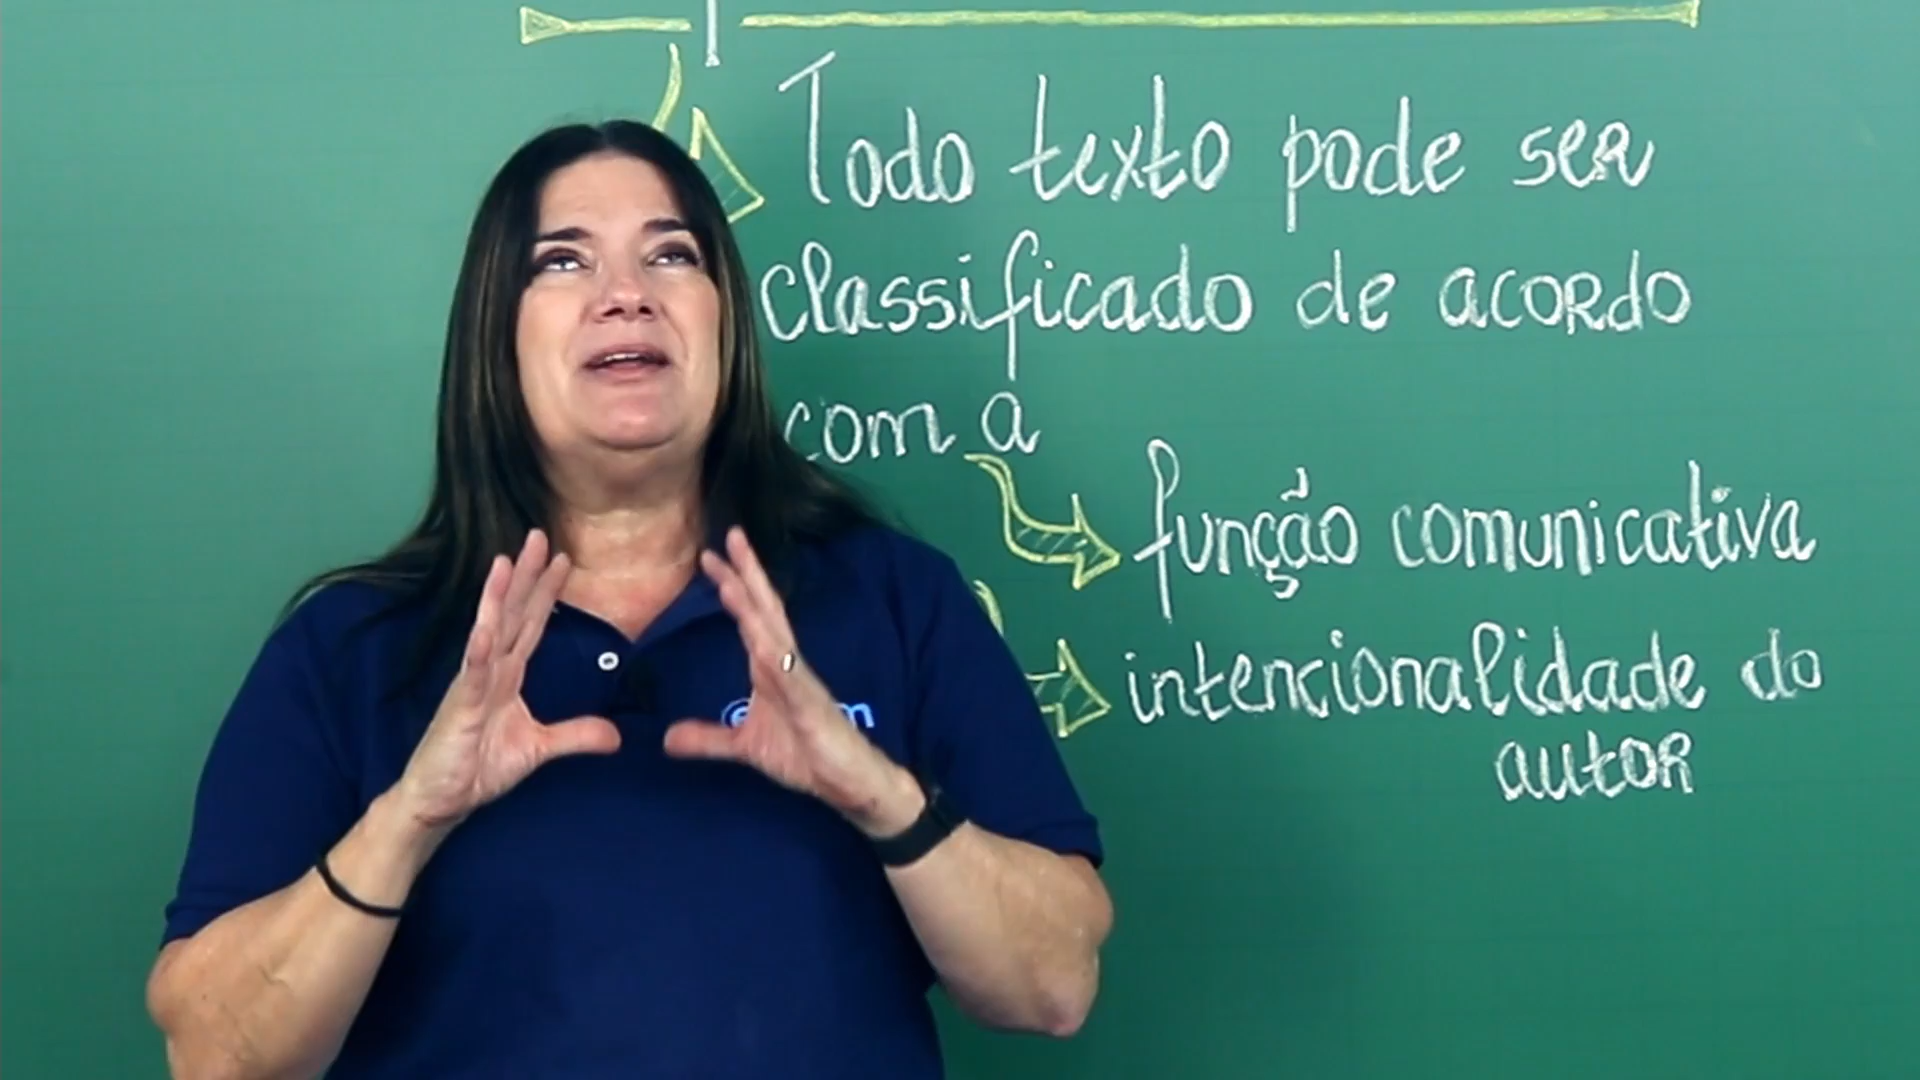 Todo texto pode ser
classificado de acordo
com a
função comunicativa
intencionalidade do
autor